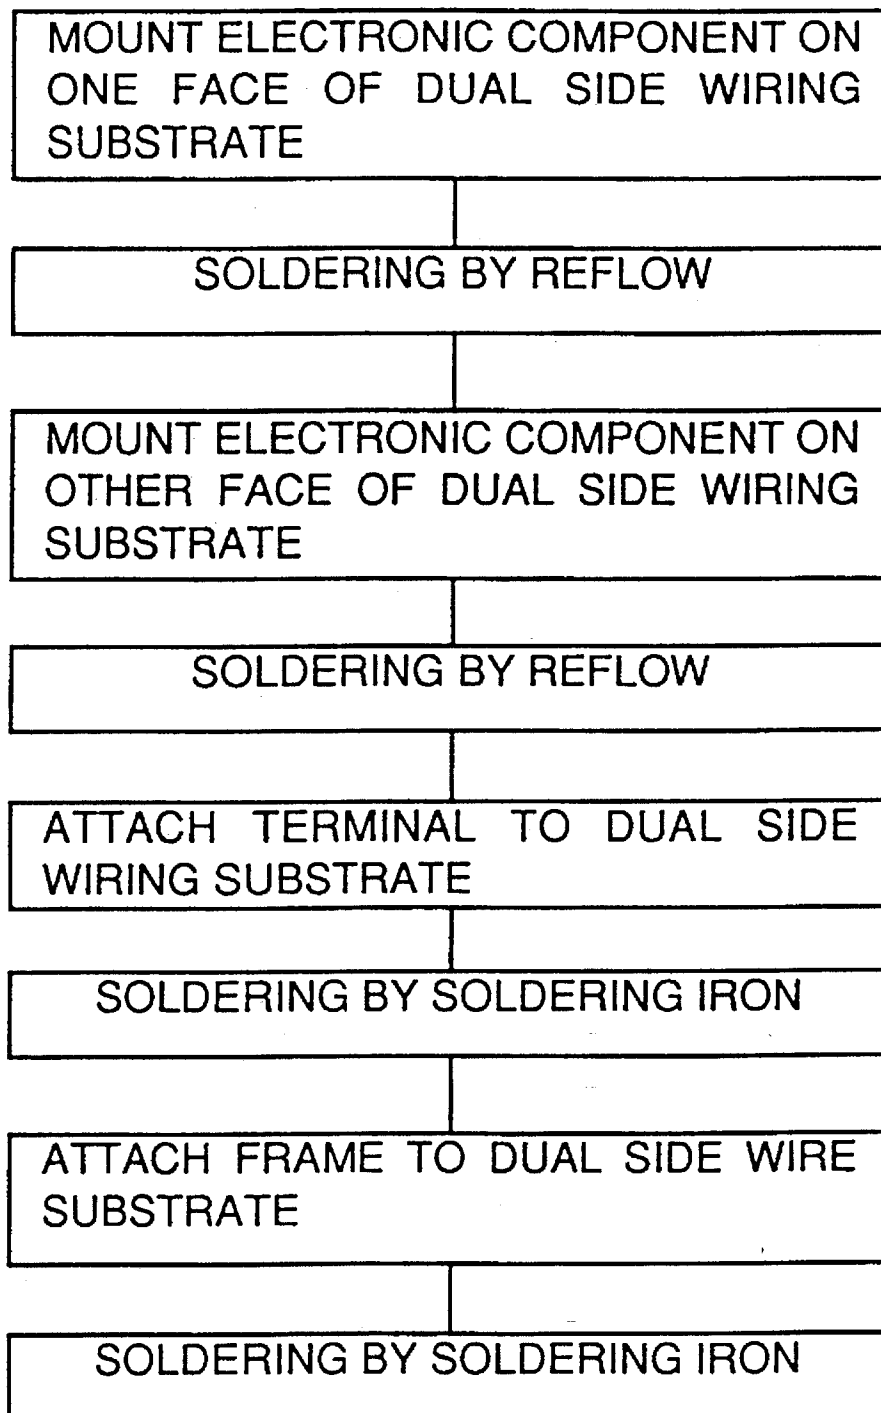 MOUNT ELECTRONIC COMPONENT ON
ONE FACE OF DUAL SIDE WIRING
SUBSTRATE
SOLDERING BY REFLOW
MOUNT ELECTRONIC COMPONENT ON
OTHER FACE OF DUAL SIDE WIRING
SUBSTRATE
SOLDERING BY REFLOW
ATTACH TERMINAL TO DUAL SIDE
WIRING SUBSTRATE
SOLDERING BY SOLDERING IRON
ATTACH FRAME TO DUAL SIDE WIRE
SUBSTRATE
SOLDERING BY SOLDERING IRON